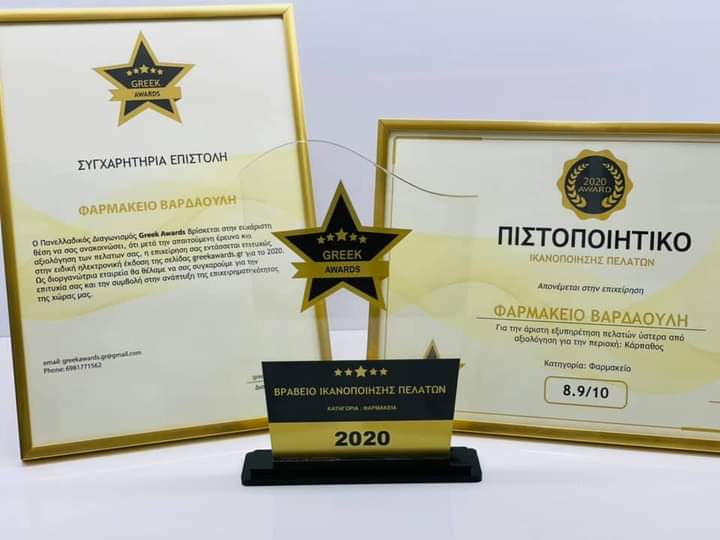 GREEK
AWARDS
ΣΥΓΧΑΡΗΤΗΡΙΑ ΕΠΙΣΤΟΛΗ
ΦΑΡΜΑΚΕΙΟ ΒΑΡΔΑΟΥΛΗ
Ο Πανελλαδικός Διαγωνισμός Greek Awards βρίσκεται στην ευχάριστη
θέση να σας ανακοινώσει, ότι μετά την απαιτούμενη έρευνα και
αξιολόγηση των πελατων σας, η επιχείρηση σας εντάσσεται επιτυχώς
στην ειδική ηλεκτρονική έκδοση της σελίδας greekawards.gr για το 2020.
Ως διοργανώτρια εταιρεία θα θέλαμε να σας συγχαρούμε για την
επιτυχία σας και την συμβολή στην ανάπτυξη της επιχειρηματικότητας
της χώρας μας.
email: greekawards.gr@gmail.com
Phone: 6981771562
GREEK
AWARDS
ΒΡΑΒΕΙΟ ΙΚΑΝΟΠΟΙΗΣΗΣ ΠΕΛΑΤΩΝ
ΚΑΤΗΓΟΡΙΑ : ΦΑΡΜΑΚΕΙΑ
2020
2020
AWARD
ΠΙΣΤΟΠΟΙΗΤΙΚΟ
ΙΚΑΝΟΠΟΙΗΣΗΣ ΠΕΛΑΤΩΝ
Απονέμεται στην επιχείρηση
ΦΑΡΜΑΚΕΙΟ ΒΑΡΔΑΟΥΛΗ
Για την άριστη εξυπηρέτηση πελατών ύστερα από
αξιολόγηση για την περιοχή: Κάρπαθος
Κατηγορία: Φαρμακείο
8.9/10